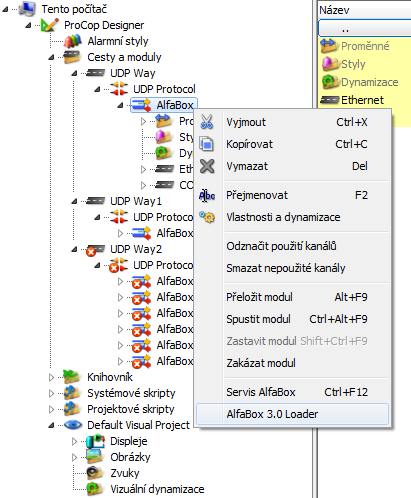 Tento počítač
ProCop Designer
Alarmní styly
Cesty a moduly
UDP Way
UDP Protocol
AlfaBox
Pro
Sty
Dy
Eth
CO
UDP Way1
UDP Protoco
AlfaBo
UDP Way2
UDP Protoco
AlfaBox
AlfaBox
AlfaBox
AlfaBox
AlfaBox
AlfaBox
Knihovník
Systémové skripty
Projektové skripty
Default Visual Project
Displeje
Obrázky
Zvuky
Vizuální dynamizace
Vyjmout Ctrl+X
Kopírovat Ctrl+C
Vymazat Del
Přejmenovat F2
Vlastnosti a dynamizace
Odznačit použití kanálů
Smazat nepoužité kanály
Přeložit modul Alt+F9
Spustit modul Ctrl+Alt+F9
Zastavit modul Shift+Ctrl+F9
Zakázat modul
Servis AlfaBox Ctrl+F12
AlfaBox 3.0 Loader
Název
..
Proměnné
Styly
Dynamizace
Ethernet